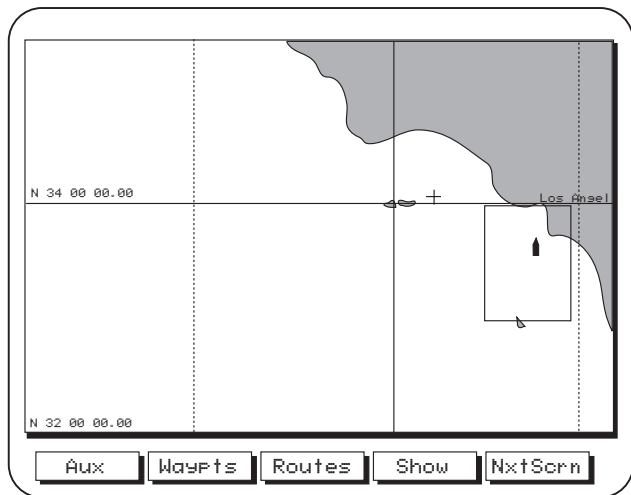 N 34 00 00.00
Los Angel
N 32 00 00.00
Aux
Waypts
Routes
Show
NxtScrn